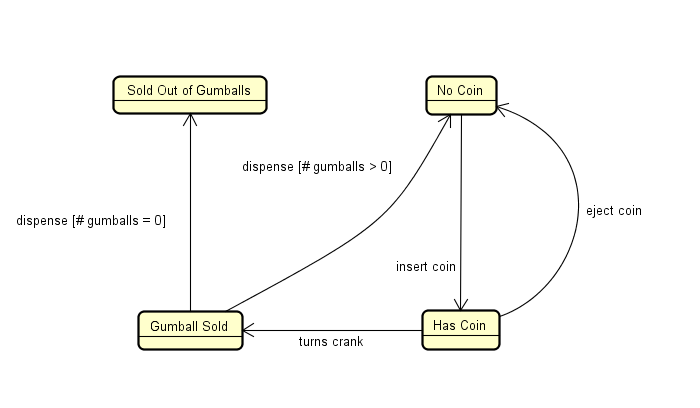 Sold Out of Gumballs
No Coin
dispense [# gumballs > 0]
eject coin
dispense [# gumballs = 0]
insert coin
Gumball Sold
Has Coin
turns crank